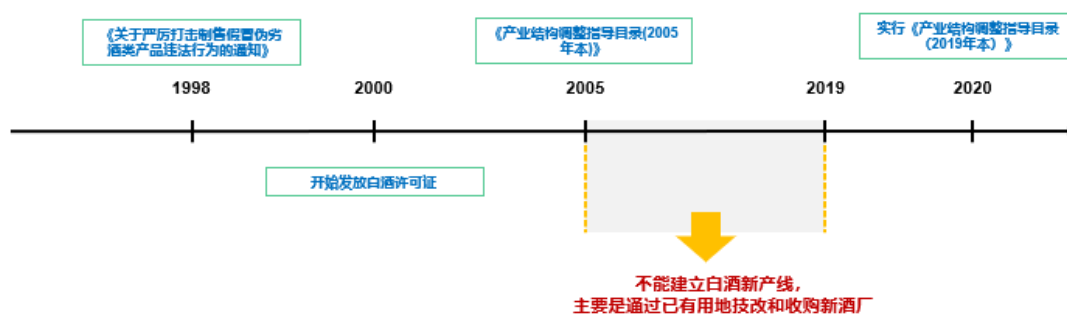 《关于严厉打击制售假冒伪劣
酒类产品违法行为的通知》
《产业结构调整指导目录(2005
年本)》
实行《产业结构调整指导目录
（2019年本）》
1998
2000
2005
2019
2020
开始发放白酒许可证
不能建立白酒新产线，
主要是通过已有用地技改和收购新酒厂